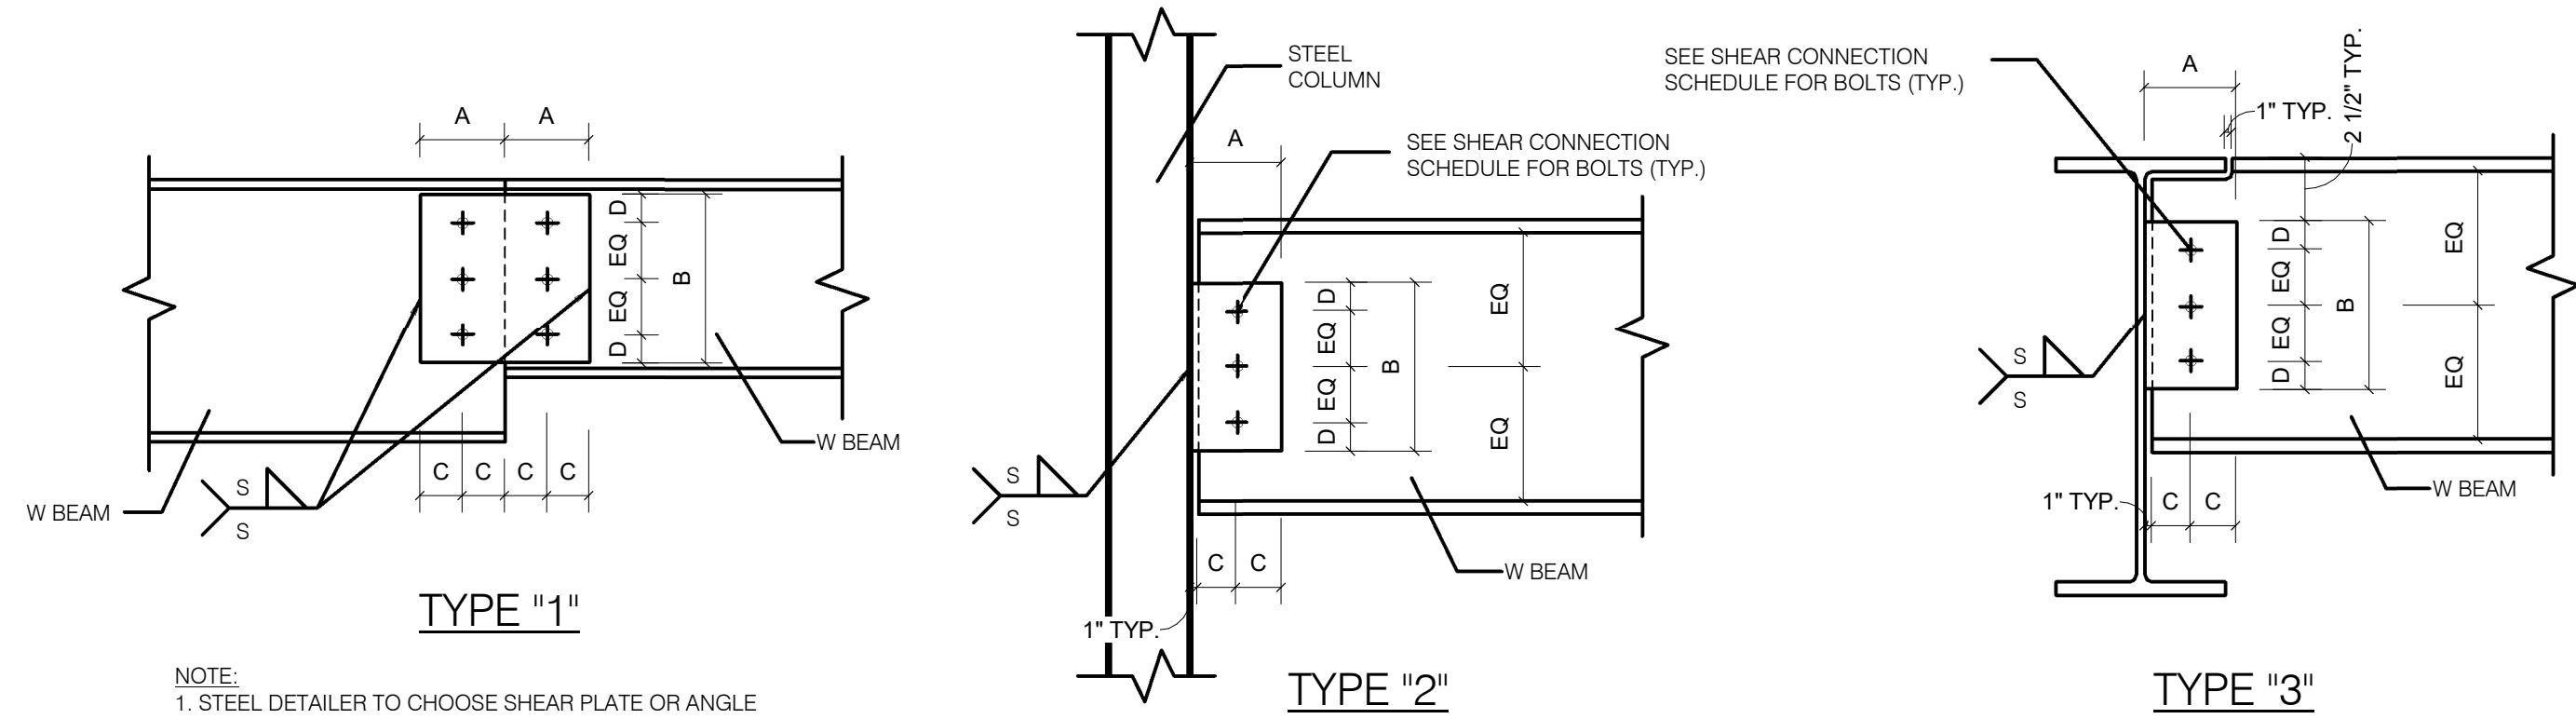 A A
D
EQ
EQ
D
B
W BEAM
W BEAM
C C C C
S
S
TYPE "1"
NOTE:
1. STEEL DETAILER TO CHOOSE SHEAR PLATE OR ANGLE
STEEL
COLUMN
A
SEE SHEAR CONNECTION
SCHEDULE FOR BOLTS (TYP.)
D
EQ
EQ
D
B
EQ
EQ
S
S
C C
1" TYP.
W BEAM
TYPE "2"
SEE SHEAR CONNECTION
SCHEDULE FOR BOLTS (TYP.)
A
1" TYP.
2 1/2" TYP.
D
EQ
EQ
D
B
EQ
EQ
S
S
1" TYP.
C C
W BEAM
TYPE "3"